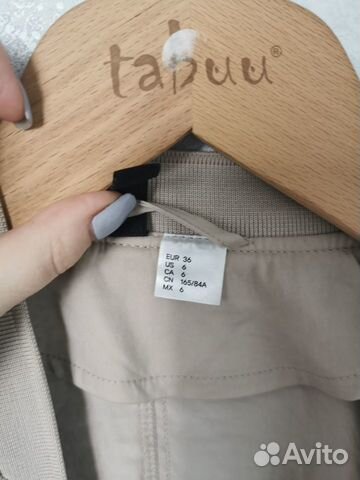 tabuu®
EUR 36
US 6
CA 6
CN 165/84A
MX 6
Avito